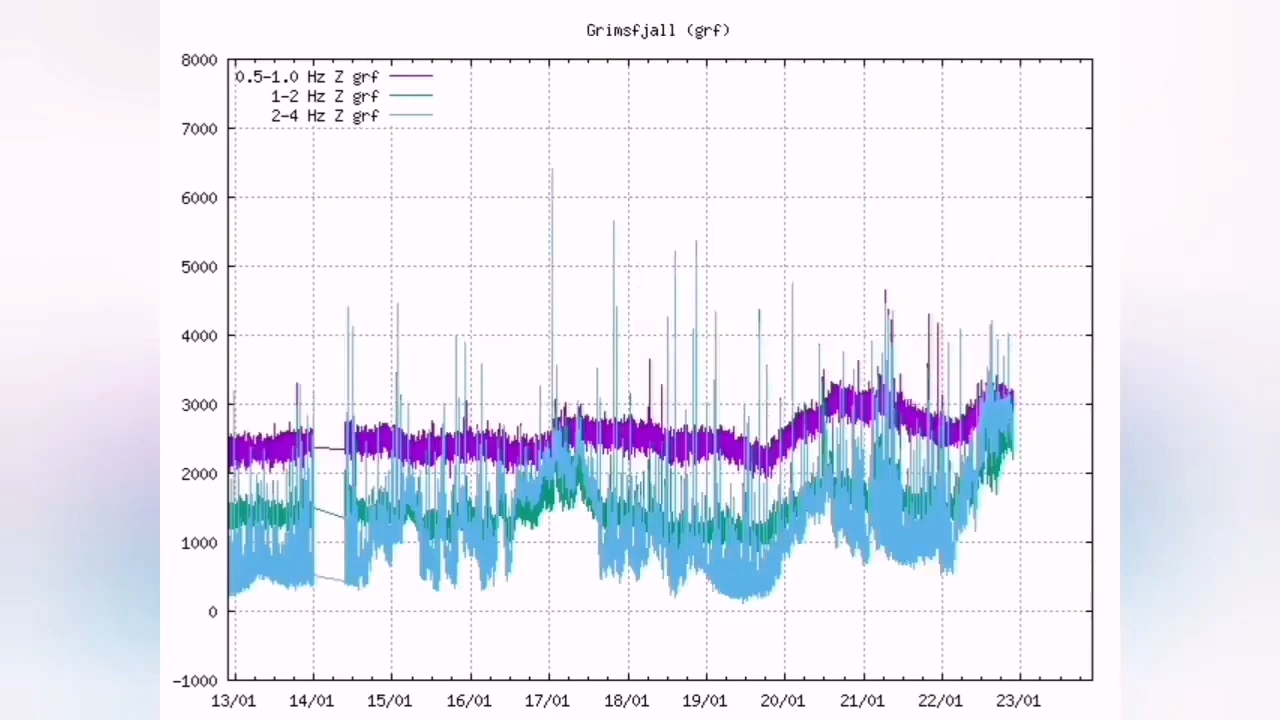 Grimsfjall (grf)
8000
0.5-1.0 Hz Z grf
1-2 Hz Z grf
2-4 Hz Z grf
7000
6000
5000
4000
3000
2000
1000
0
-1000
13/01 14/01 15/01 16/01 17/01 18/01 19/01 20/01 21/01 22/01 23/01